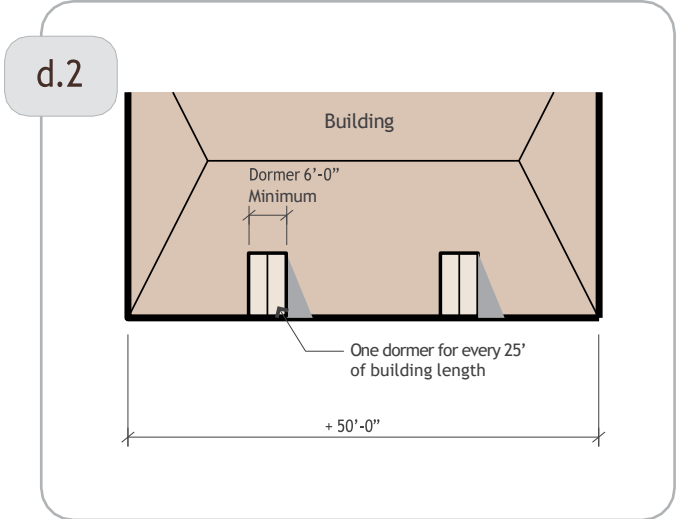 d.2
Building
Dormer 6’-0”
Minimum
One dormer for every 25’
of building length
+ 50’-0”